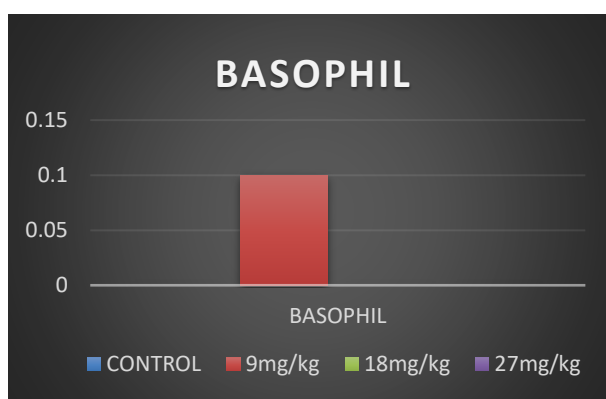 BASOPHIL
0.15
0.1
0.05
0
BASOPHIL
CONTROL 9mg/kg 18mg/kg 27mg/kg